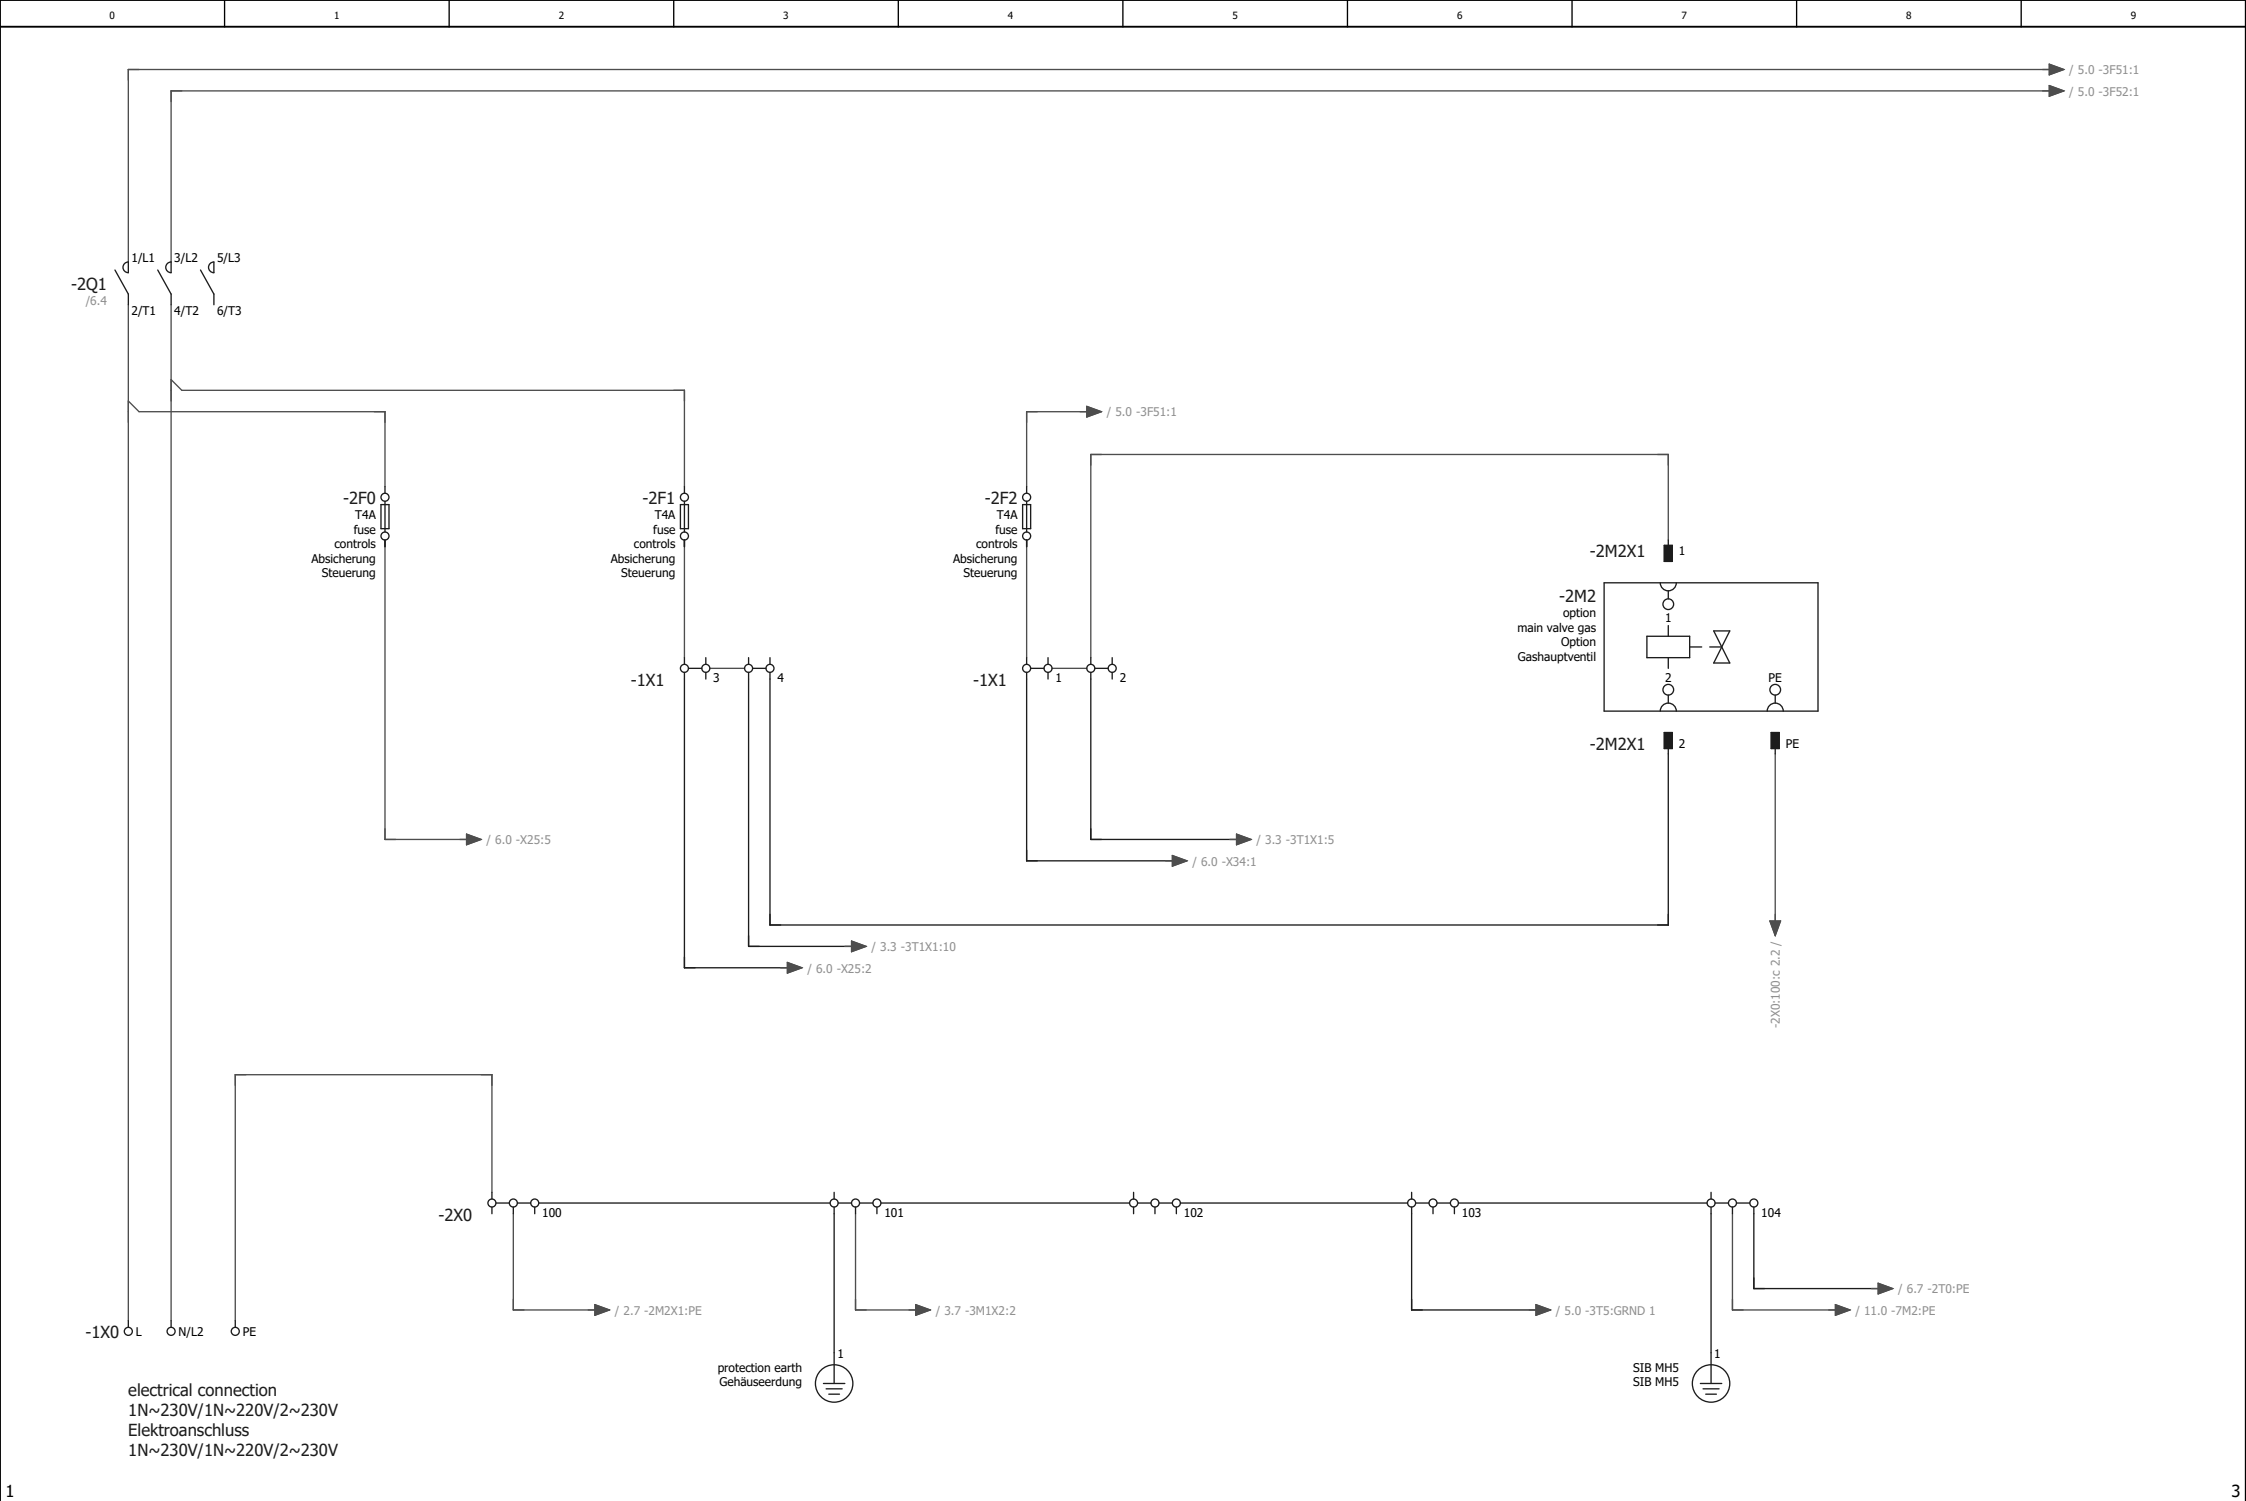 0 1 2 3 4 5 6 7 8 9
/ 5.0 -3F51:1
/ 5.0 -3F52:1
1/L1 3/L2 5/L3
-2Q1
/6.4
2/T1 4/T2 6/T3
/ 5.0 -3F51:1
-2F0
T4A
fuse
controls
Absicherung
Steuerung
-2F1
T4A
fuse
controls
Absicherung
Steuerung
-2F2
T4A
fuse
controls
Absicherung
Steuerung
-2M2X1 1
-2M2
option
main valve gas
Option
Gashauptventil
1
2
PE
-1X1 3 4
-1X1 1 2
-2M2X1 2 PE
/ 6.0 -X25:5
/ 3.3 -3T1X1:5
/ 6.0 -X34:1
/ 3.3 -3T1X1:10
/ 6.0 -X25:2
-2X0:100:c 2.2 /
-2X0 100 101 102 103 104
/ 2.7 -2M2X1:PE
/ 3.7 -3M1X2:2
/ 5.0 -3T5:GRND 1
/ 6.7 -2T0:PE
/ 11.0 -7M2:PE
-1X0 L N/L2 PE
1
protection earth
Gehäuseerdung
1
SIB MH5
SIB MH5
electrical connection
1N~230V/1N~220V/2~230V
Elektroanschluss
1N~230V/1N~220V/2~230V
1 3